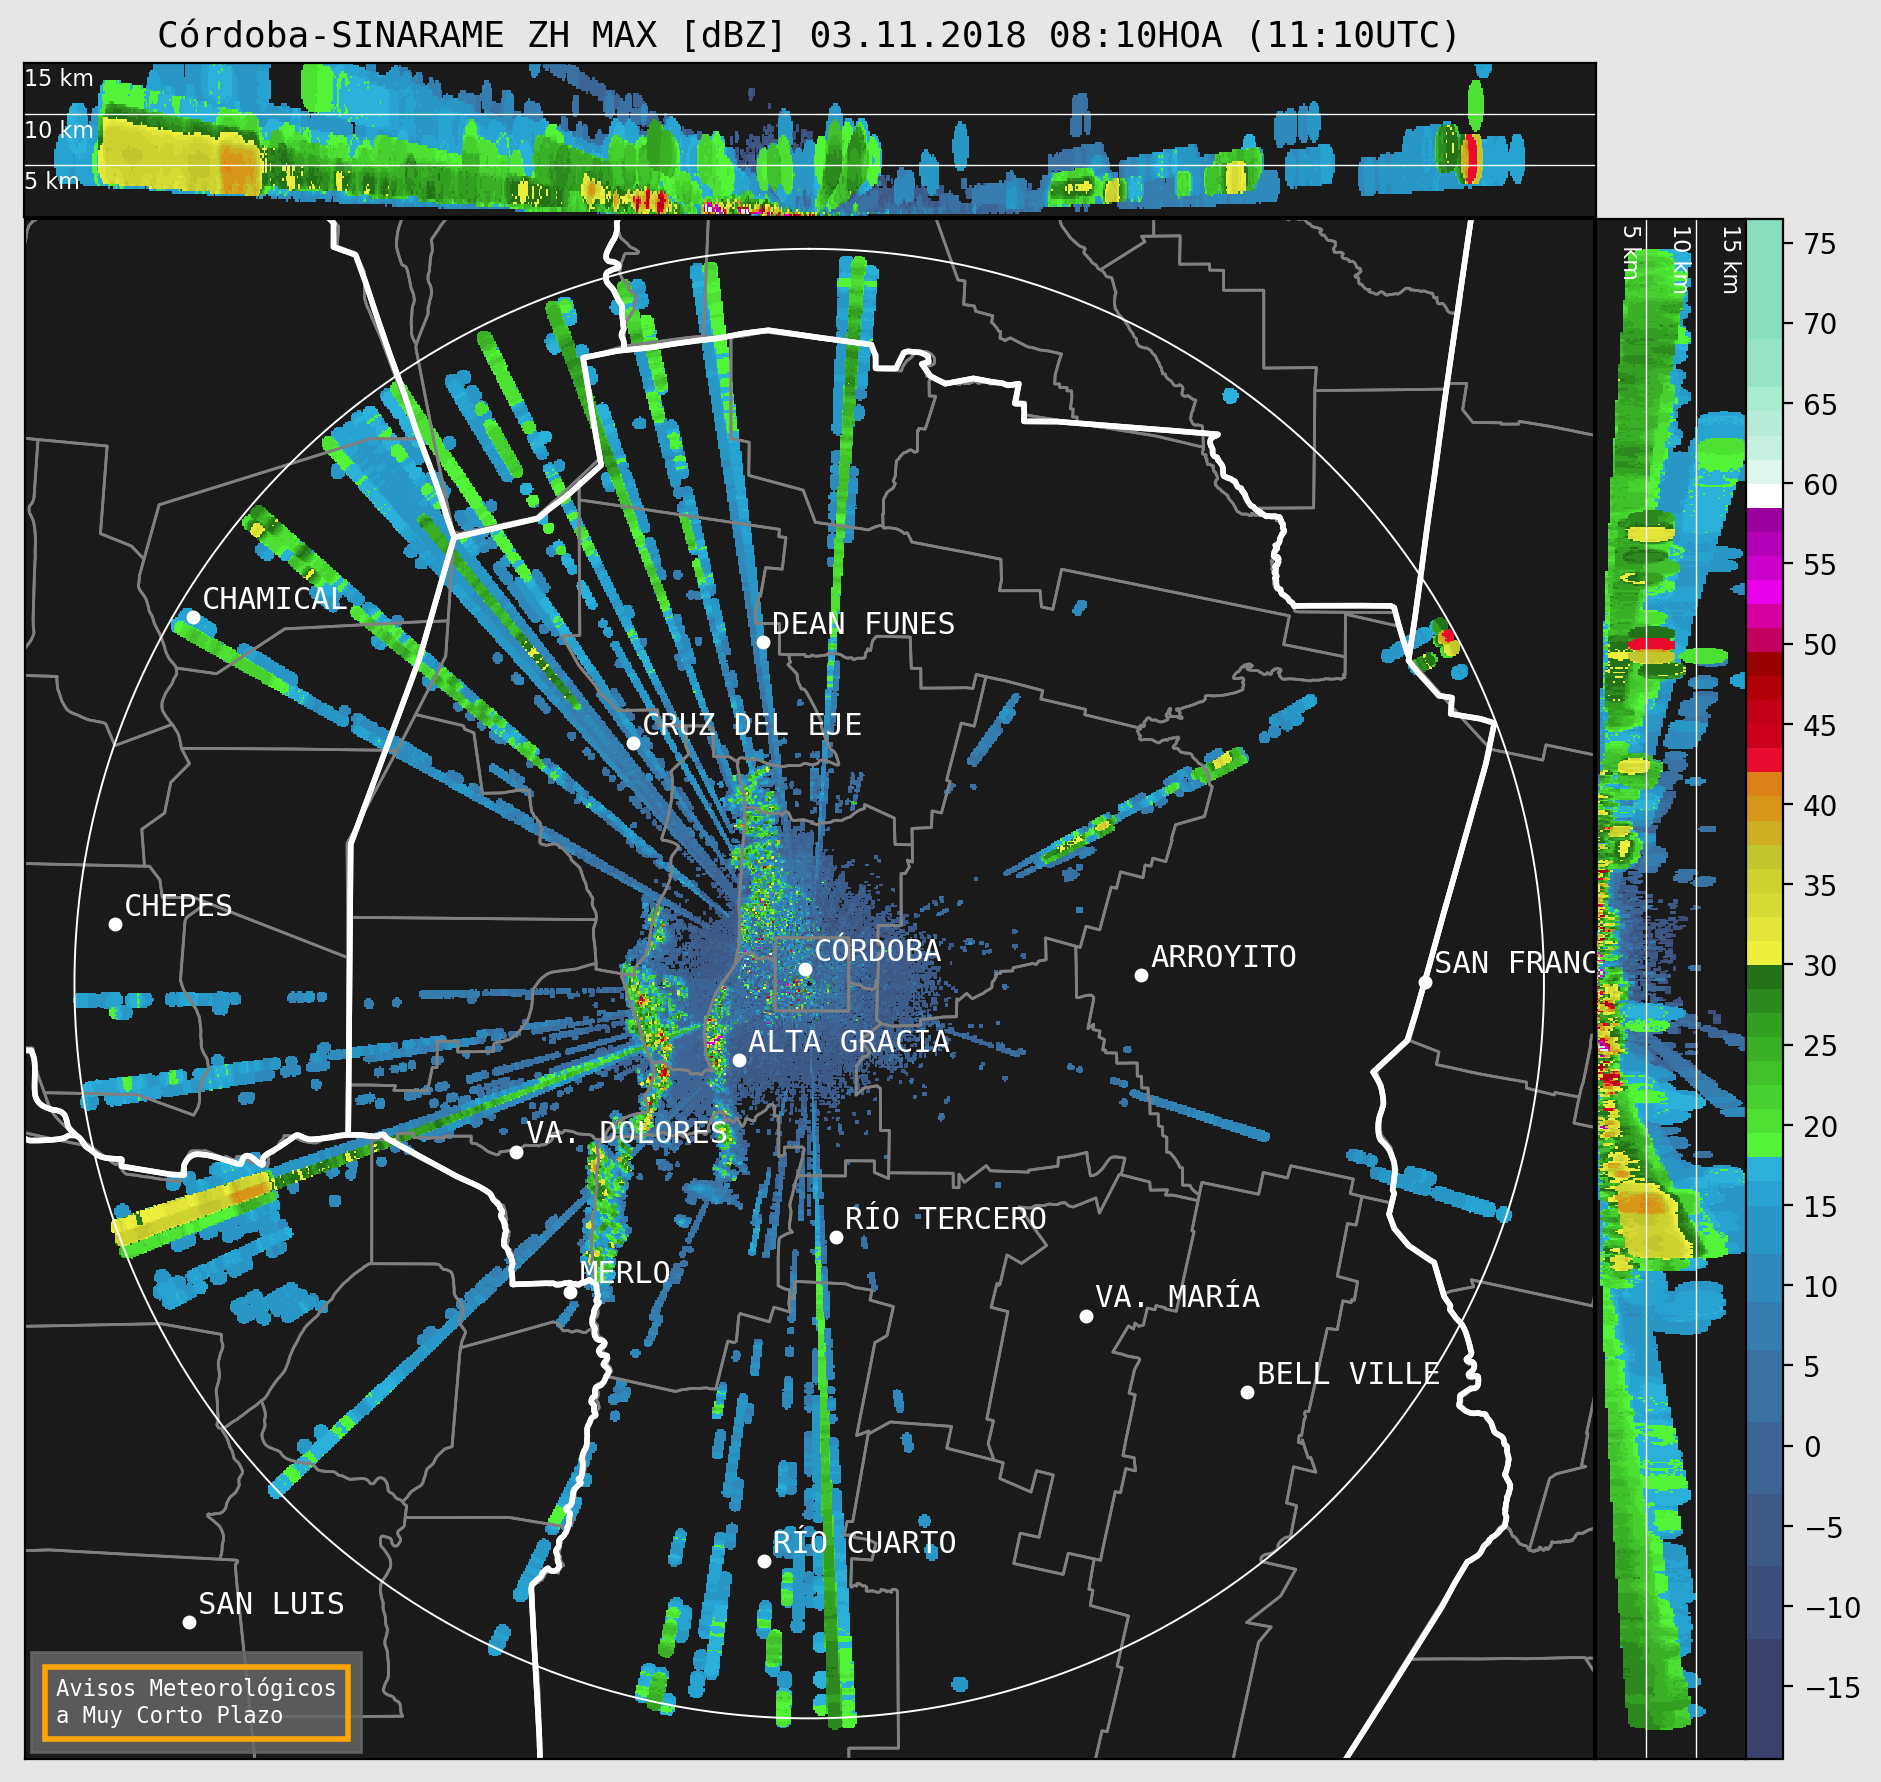 Córdoba-SINARAME ZH MAX [dBZ] 03.11.2018 08:10HOA (11:10UTC)
15 km
10 km
5 km
5 km
10 km
15 km
75
70
65
60
55
50
45
40
35
30
25
20
15
10
5
0
−5
−10
−15
CHAMICAL
DEAN FUNES
CRUZ DEL EJE
CHEPES
CÓRDOBA
ARROYITO
SAN FRANC
ALTA GRACIA
VA. DOLORES
RÍO TERCERO
MERLO
VA. MARÍA
BELL VILLE
RÍO CUARTO
SAN LUIS
Avisos Meteorológicos
a Muy Corto Plazo